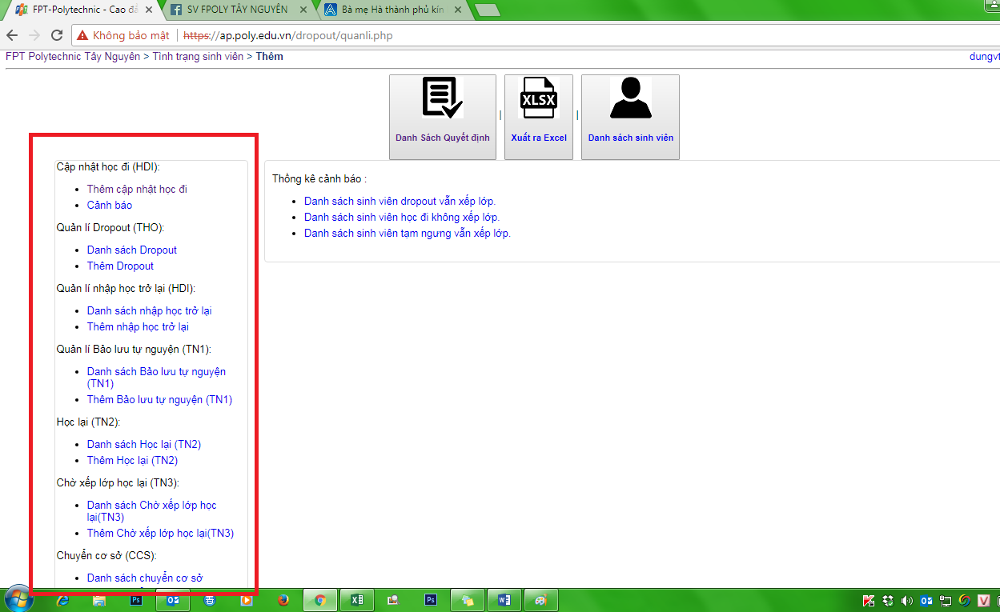 FPT-Polytechnic - Cao đẳ
SV FPOLY TÂY NGUYÊN
Bà mẹ Hà thành phủ kín
Không bảo mật
https://ap.poly.edu.vn/dropout/quanli.php
FPT Polytechnic Tây Nguyên > Tình trạng sinh viên > Thêm
dungvt
XLSX
Danh Sách Quyết định
|
Xuất ra Excel
|
Danh sách sinh viên
Cập nhật học đi (HDI):
Thêm cập nhật học đi
Cảnh báo
Quản lí Dropout (THO):
Danh sách Dropout
Thêm Dropout
Quản lí nhập học trở lại (HDI):
Danh sách nhập học trở lại
Thêm nhập học trở lại
Quản lí Bảo lưu tự nguyện (TN1):
Danh sách Bảo lưu tự nguyện
(TN1)
Thêm Bảo lưu tự nguyện (TN1)
Học lại (TN2):
Danh sách Học lại (TN2)
Thêm Học lại (TN2)
Chờ xếp lớp học lại (TN3):
Danh sách Chờ xếp lớp học
lại(TN3)
Thêm Chờ xếp lớp học lại(TN3)
Chuyển cơ sở (CCS):
Danh sách chuyển cơ sở
Thống kê cảnh báo :
Danh sách sinh viên dropout vẫn xếp lớp.
Danh sách sinh viên học đi không xếp lớp.
Danh sách sinh viên tạm ngưng vẫn xếp lớp.
Ps
Ps